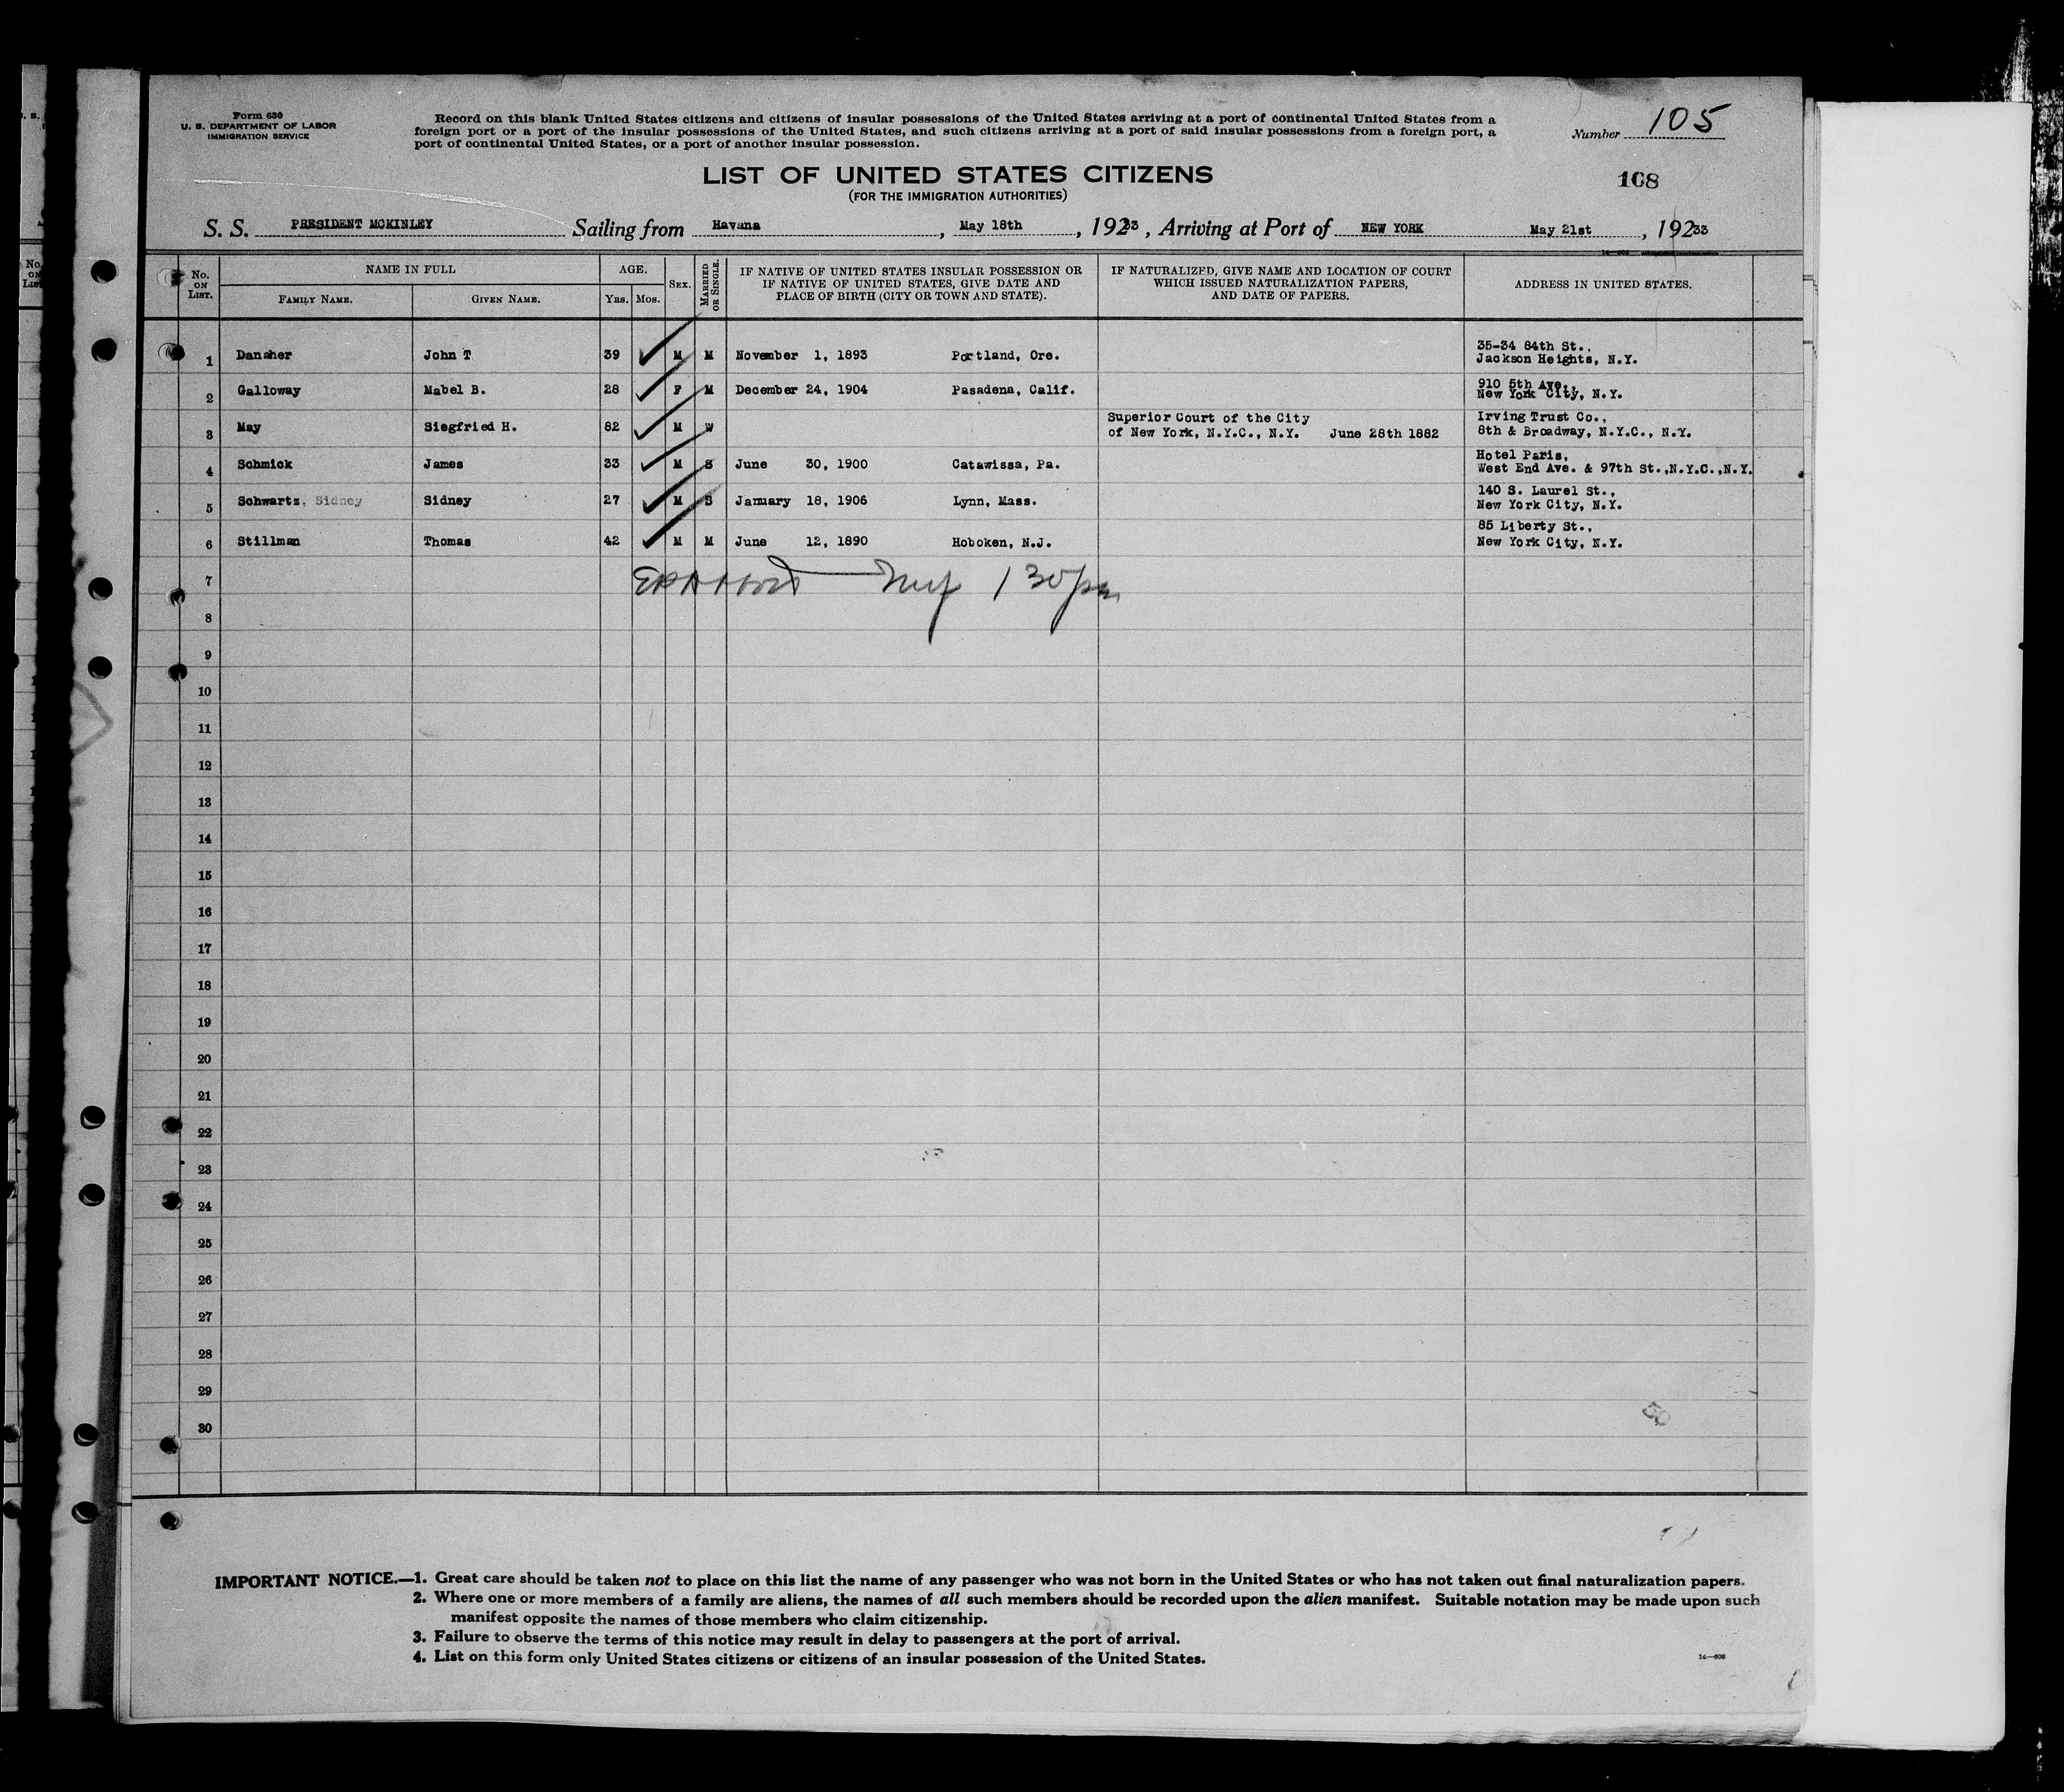 Form 630
U. S. DEPARTMENT OF LABOR
IMMIGRATION SERVICE
Record on this blank United States citizens and citizens of insular possessions of the United States arriving at a port of continental United States from a
foreign port or a port of the insular possessions of the United States, and such citizens arriving at a port of said insular possessions from a foreign port, a
port of continental United States, or a port of another insular possession.
Number 105
LIST OF UNITED STATES CITIZENS
(FOR THE IMMIGRATION AUTHORITIES)
108
S. S. PRESIDENT MCKINLEY Sailing from Havana, May 18th, 19233, Arriving at Port of NEW YORK May 21st, 19233
No. ON LIST. NAME IN FULL AGE. SEX. MARRIED OR SINGLE. IF NATIVE OF UNITED STATES INSULAR POSSESSION OR IF NATIVE OF UNITED STATES, GIVE DATE AND PLACE OF BIRTH (CITY OR TOWN AND STATE). IF NATURALIZED, GIVE NAME AND LOCATION OF COURT WHICH ISSUED NATURALIZATION PAPERS, AND DATE OF PAPERS. ADDRESS IN UNITED STATES.
FAMILY NAME. GIVEN NAME. YRS. MOS.
1 Danaher John T 39 M M November 1, 1893 Portland, Ore. 35-34 84th St., Jackson Heights, N.Y.
2 Galloway Mabel B. 28 F M December 24, 1904 Pasadena, Calif. 910 5th Ave., New York City, N.Y.
3 May Siegfried H. 82 M W Superior Court of the City of New York, N.Y.C., N.Y. June 28th 1882 Irving Trust Co., 8th & Broadway, N.Y.C., N.Y.
4 Schmick James 33 M S June 30, 1900 Catawissa, Pa. Hotel Paris, West End Ave. & 97th St.,N.Y.C.,N.Y.
5 Schwartz, Sidney Sidney 27 M S January 18, 1906 Lynn, Mass. 140 S. Laurel St., New York City, N.Y.
6 Stillman Thomas 42 M M June 12, 1890 Hoboken, N.J. 85 Liberty St., New York City, N.Y.
7 1 30 pm
8
9
10
11
12
13
14
15
16
17
18
19
20
21
22
23
24
25
26
27
28
29
30
50
IMPORTANT NOTICE.—1. Great care should be taken not to place on this list the name of any passenger who was not born in the United States or who has not taken out final naturalization papers.
2. Where one or more members of a family are aliens, the names of all such members should be recorded upon the alien manifest. Suitable notation may be made upon such
manifest opposite the names of those members who claim citizenship.
3. Failure to observe the terms of this notice may result in delay to passengers at the port of arrival.
4. List on this form only United States citizens or citizens of an insular possession of the United States.
14—608